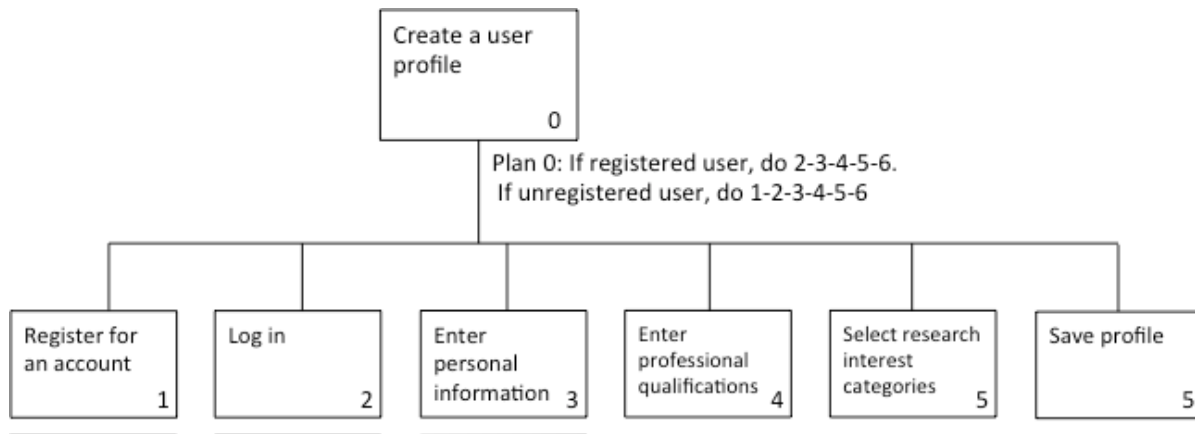 Create a user
profile
0
Plan 0: If registered user, do 2-3-4-5-6.
If unregistered user, do 1-2-3-4-5-6
Register for
an account
1
Log in
2
Enter
personal
information
3
Enter
professional
qualifications
4
Select research
interest
categories
5
Save profile
5